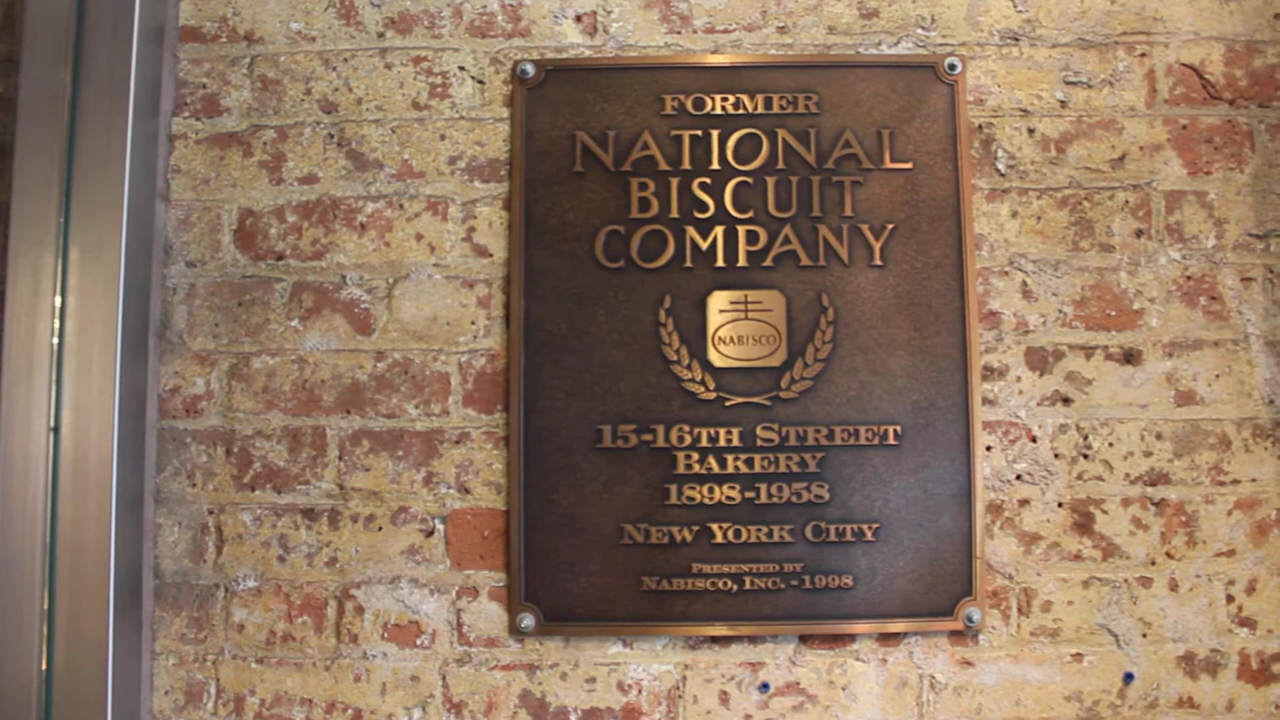 FORMER
NATIONAL
BISCUIT
COMPANY
NABISCO
15-16TH STREET
BAKERY
1898-1958
NEW YORK CITY
PRESENTED BY
NABISCO, INC. - 1998